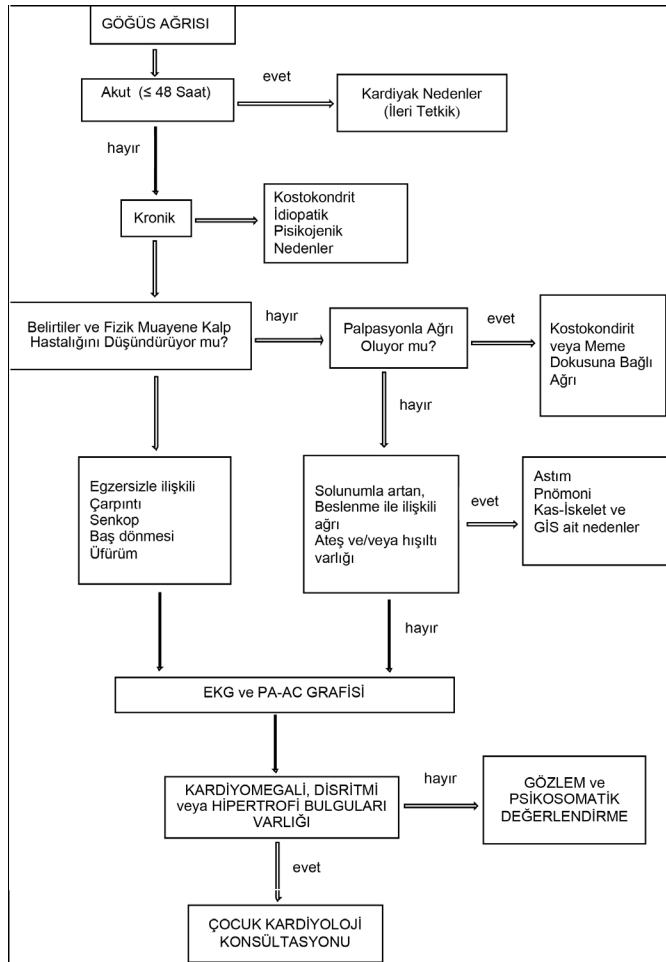 GÖĞÜS AĞRISI
Akut (≤ 48 Saat)
evet
Kardiyak Nedenler
(İleri Tetkik)
hayır
Kronik
Kostokondrit
İdiopatik
Pisikojenik
Nedenler
Belirtiler ve Fizik Muayene Kalp
Hastalığını Düşündürüyor mu?
hayır
Palpasyonla Ağrı
Oluyor mu?
evet
Kostokondirit
veya Meme
Dokusuna Bağlı
Ağrı
hayır
Egzersizle ilişkili
Çarpıntı
Senkop
Baş dönmesi
Üfürüm
Solunumla artan,
Beslenme ile ilişkili
ağrı
Ateş ve/veya hışıltı
varlığı
evet
Astım
Pnömoni
Kas-İskelet ve
GİS ait nedenler
hayır
EKG ve PA-AC GRAFİSİ
KARDİYOMEGALİ, DİSRİTMİ
veya HİPERTROFİ BULGULARI
VARLIĞI
hayır
GÖZLEM ve
PSİKOSOMATİK
DEĞERLENDİRME
evet
ÇOCUK KARDİYOLOJİ
KONSÜLTASYONU